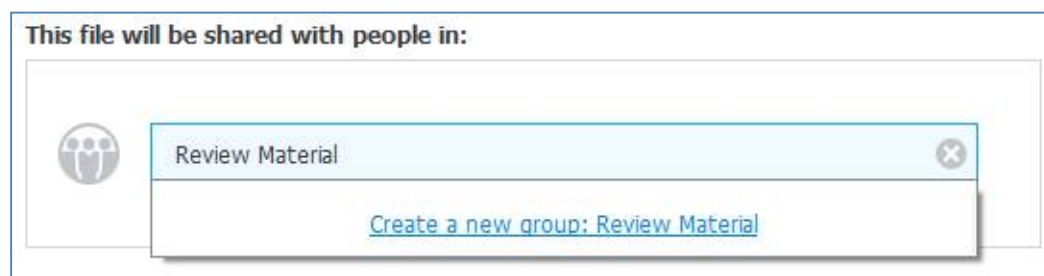 This file will be shared with people in:
Review Material
Create a new group: Review Material